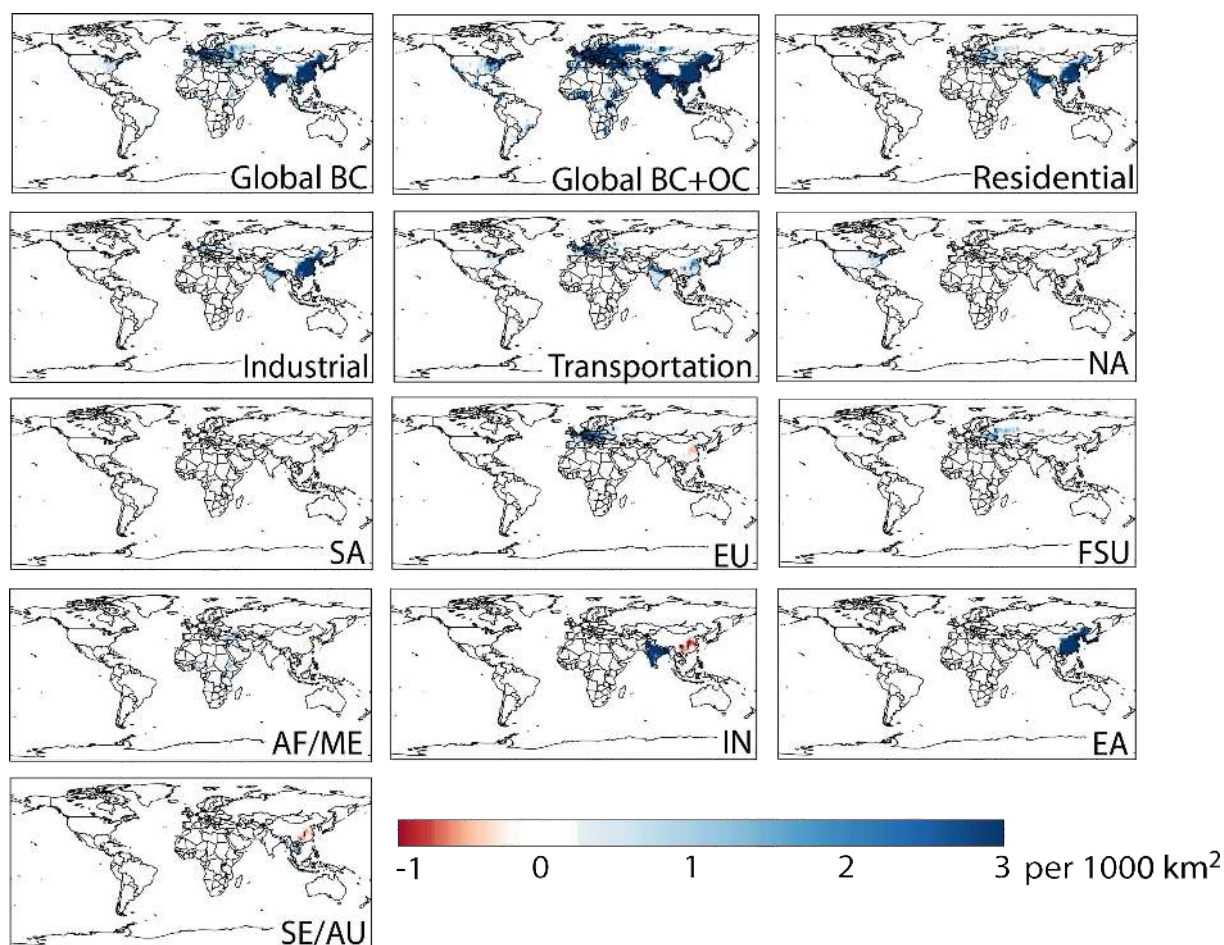 Global BC
Global BC+OC
Residential
Industrial
Transportation
NA
SA
EU
FSU
AF/ME
IN
EA
SE/AU
-1 0 1 2 3 per 1000 km²